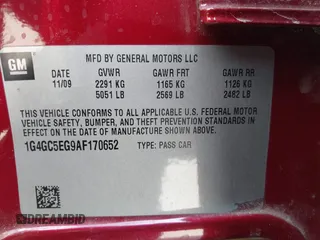 GM
MFD BY GENERAL MOTORS LLC
DATE GVWR GAWR FRT GAWR RR
11/09 2291 KG 1165 KG 1126 KG
5051 LB 2569 LB 2482 LB
THIS VEHICLE CONFORMS TO ALL APPLICABLE U.S. FEDERAL MOTOR
VEHICLE SAFETY, BUMPER, AND THEFT PREVENTION STANDARDS
IN EFFECT ON THE DATE OF MANUFACTURE SHOWN ABOVE.
1G4GC5EG9AF170652 TYPE: PASS CAR
DREAMBID